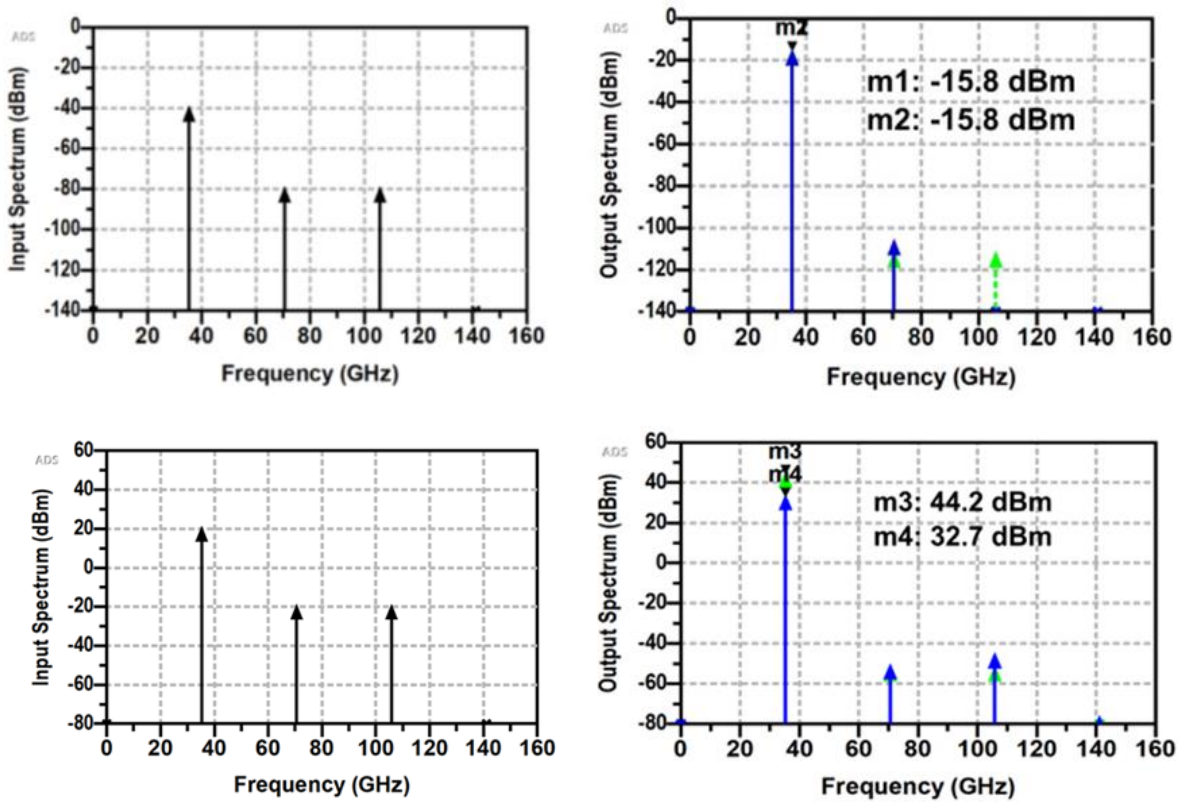 ADS
Input Spectrum (dBm)
0
-20
-40
-60
-80
-100
-120
-140
0 20 40 60 80 100 120 140 160
Frequency (GHz)
ADS
Output Spectrum (dBm)
0
-20
-40
-60
-80
-100
-120
-140
m2
m1: -15.8 dBm
m2: -15.8 dBm
0 20 40 60 80 100 120 140 160
Frequency (GHz)
ADS
Input Spectrum (dBm)
60
40
20
0
-20
-40
-60
-80
0 20 40 60 80 100 120 140 160
Frequency (GHz)
ADS
Output Spectrum (dBm)
60
40
20
0
-20
-40
-60
-80
m3
m4
m3: 44.2 dBm
m4: 32.7 dBm
0 20 40 60 80 100 120 140 160
Frequency (GHz)